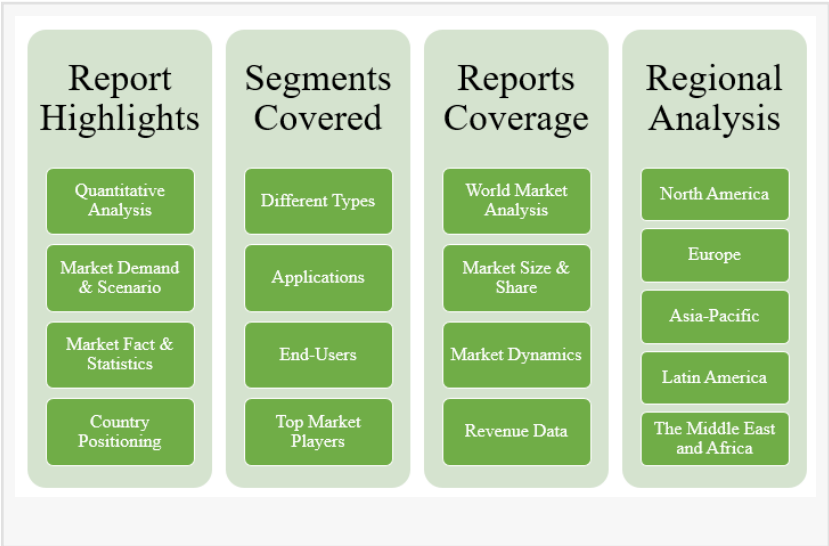 Report
Highlights
Quantitative
Analysis
Market Demand
& Scenario
Market Fact &
Statistics
Country
Positioning
Segments
Covered
Different Types
Applications
End-Users
Top Market
Players
Reports
Coverage
World Market
Analysis
Market Size &
Share
Market Dynamics
Revenue Data
Regional
Analysis
North America
Europe
Asia-Pacific
Latin America
The Middle East
and Africa